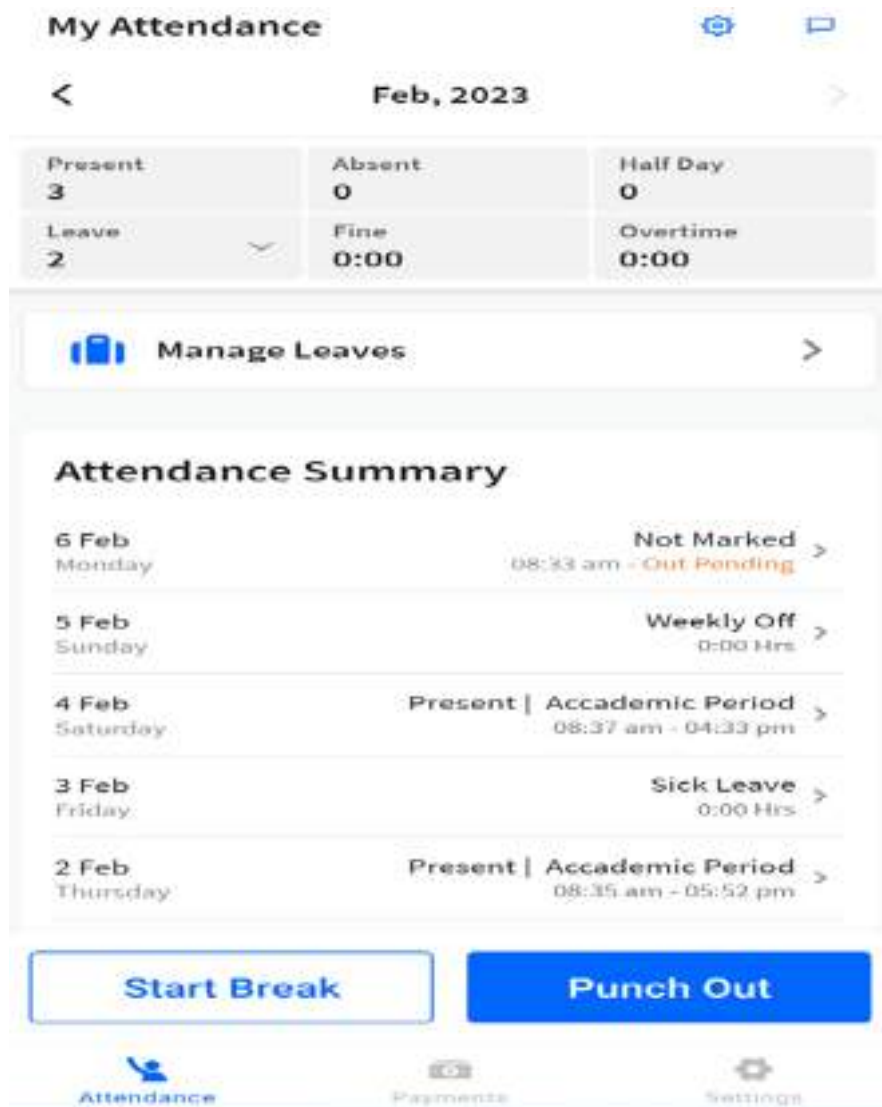 My Attendance
Feb, 2023
Present Absent Half Day
3 0 0
Leave Fine Overtime
2 0:00 0:00
Manage Leaves
Attendance Summary
6 Feb Not Marked
Monday 08:33 am - Out Pending
5 Feb Weekly Off
Sunday 0:00 Hrs
4 Feb Present | Accademic Period
Saturday 08:37 am - 04:33 pm
3 Feb Sick Leave
Friday 0:00 Hrs
2 Feb Present | Accademic Period
Thursday 08:35 am - 05:52 pm
Start Break Punch Out
Attendance Payments Settings